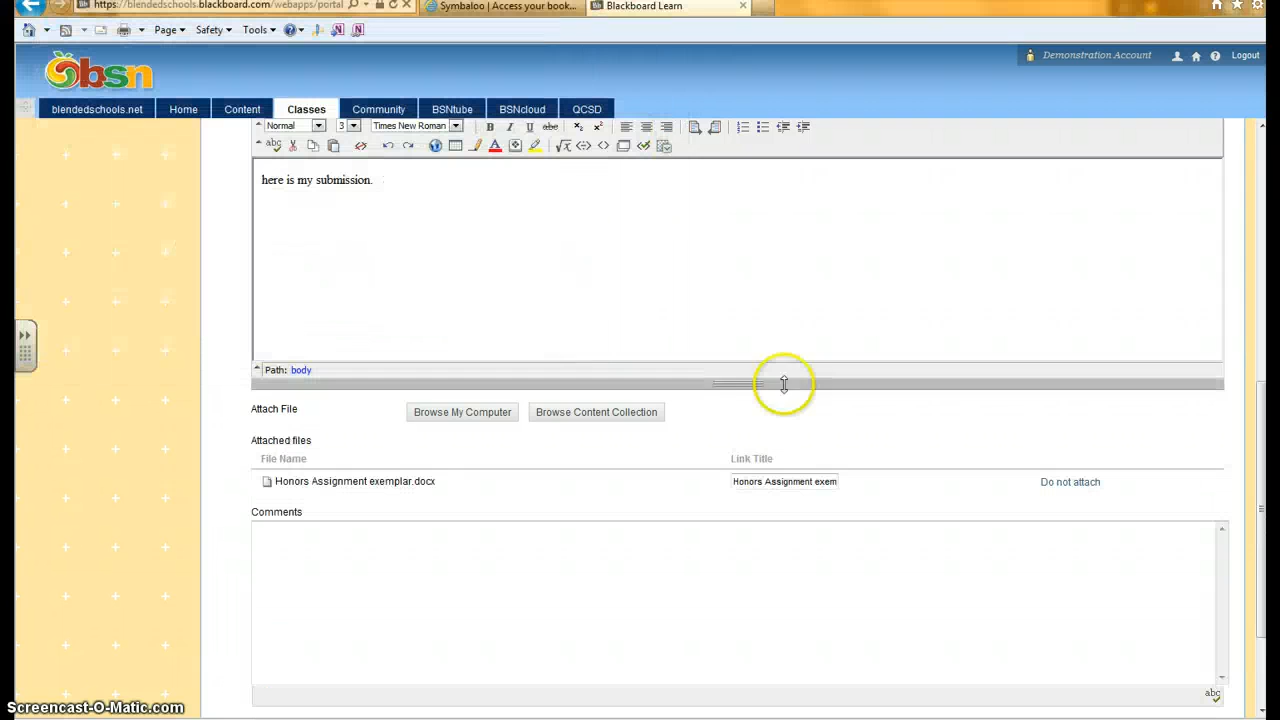 https://blendedschools.blackboard.com/webapps/portal
Symbaloo | Access your book...
Blackboard Learn
Page
Safety
Tools
bsn
Demonstration Account
Logout
blendedschools.net
Home
Content
Classes
Community
BSNtube
BSNcloud
QCSD
Normal
3
Times New Roman
B I U abc
abc
here is my submission.
Path: body
Attach File
Browse My Computer
Browse Content Collection
Attached files
File Name
Link Title
Honors Assignment exemplar.docx
Honors Assignment exem
Do not attach
Comments
abc
Screencast-O-Matic.com